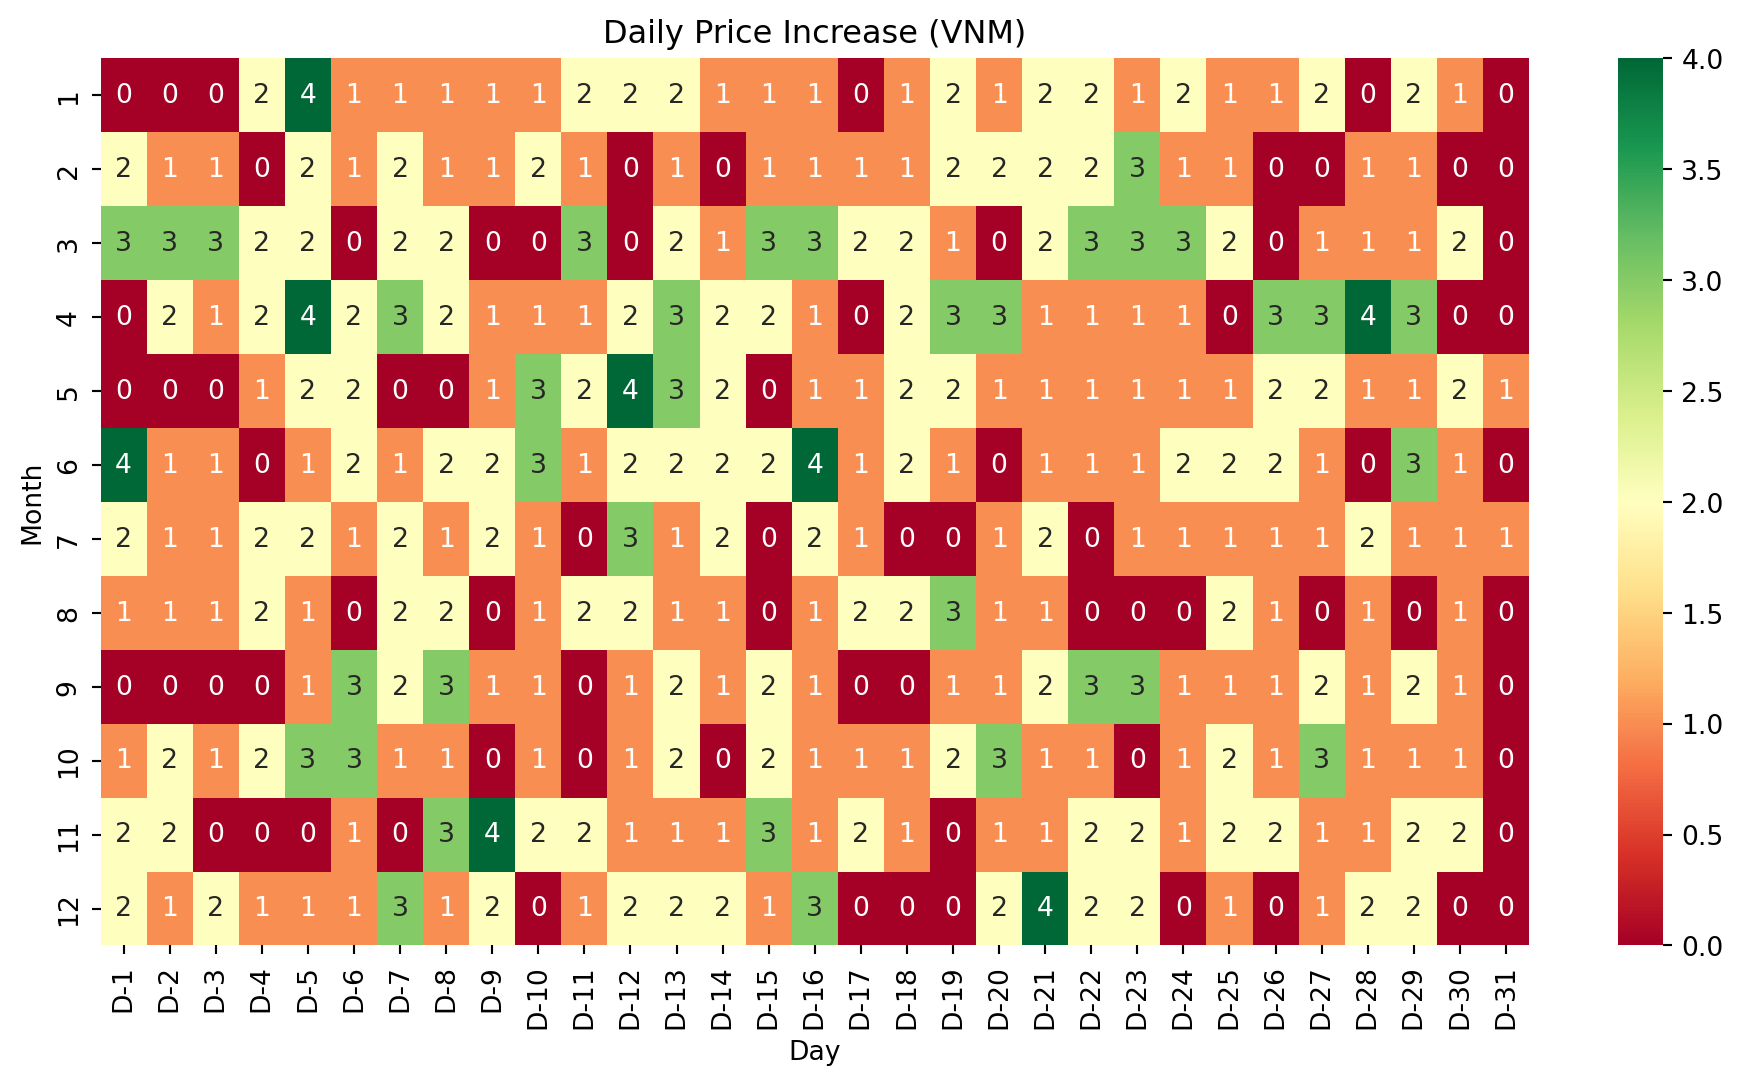 Daily Price Increase (VNM)
1 0 0 0 2 4 1 1 1 1 1 2 2 2 1 1 1 0 1 2 1 2 2 1 2 1 1 2 0 2 1 0
2 2 1 1 0 2 1 2 1 1 2 1 0 1 0 1 1 1 1 2 2 2 2 3 1 1 0 0 1 1 0 0
3 3 3 3 2 2 0 2 2 0 0 3 0 2 1 3 3 2 2 1 0 2 3 3 3 2 0 1 1 1 2 0
4 0 2 1 2 4 2 3 2 1 1 1 2 3 2 2 1 0 2 3 3 1 1 1 1 0 3 3 4 3 0 0
5 0 0 0 1 2 2 0 0 1 3 2 4 3 2 0 1 1 2 2 1 1 1 1 1 1 2 2 1 1 2 1
6 4 1 1 0 1 2 1 2 2 3 1 2 2 2 2 4 1 2 1 0 1 1 1 2 2 2 1 0 3 1 0
7 2 1 1 2 2 1 2 1 2 1 0 3 1 2 0 2 1 0 0 1 2 0 1 1 1 1 1 2 1 1 1
8 1 1 1 2 1 0 2 2 0 1 2 2 1 1 0 1 2 2 3 1 1 0 0 0 2 1 0 1 0 1 0
9 0 0 0 0 1 3 2 3 1 1 0 1 2 1 2 1 0 0 1 1 2 3 3 1 1 1 2 1 2 1 0
10 1 2 1 2 3 3 1 1 0 1 0 1 2 0 2 1 1 1 2 3 1 1 0 1 2 1 3 1 1 1 0
11 2 2 0 0 0 1 0 3 4 2 2 1 1 1 3 1 2 1 0 1 1 2 2 1 2 2 1 1 2 2 0
12 2 1 2 1 1 1 3 1 2 0 1 2 2 2 1 3 0 0 0 2 4 2 2 0 1 0 1 2 2 0 0
D-1 D-2 D-3 D-4 D-5 D-6 D-7 D-8 D-9 D-10 D-11 D-12 D-13 D-14 D-15 D-16 D-17 D-18 D-19 D-20 D-21 D-22 D-23 D-24 D-25 D-26 D-27 D-28 D-29 D-30 D-31
Day
Month
4.0
3.5
3.0
2.5
2.0
1.5
1.0
0.5
0.0